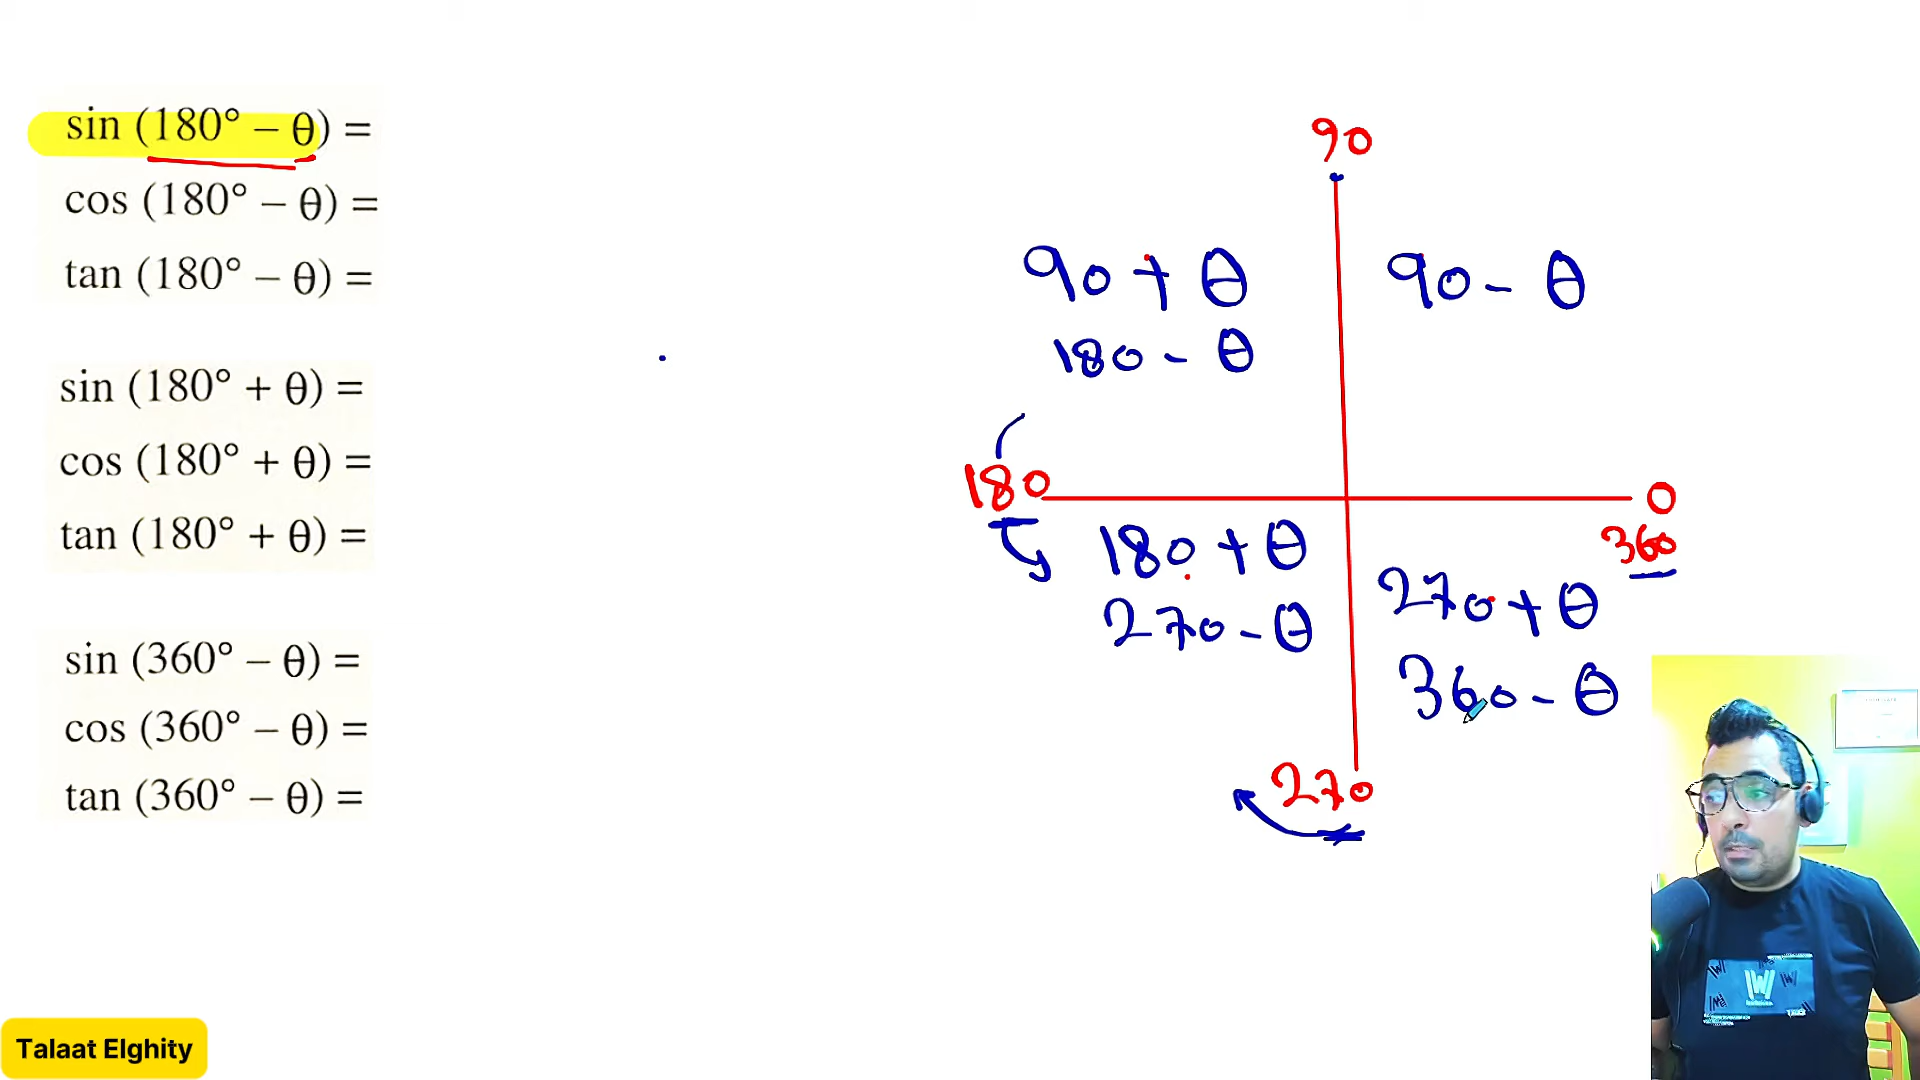 sin (180° – θ) =
cos (180° – θ) =
tan (180° – θ) =
sin (180° + θ) =
cos (180° + θ) =
tan (180° + θ) =
sin (360° – θ) =
cos (360° – θ) =
tan (360° – θ) =
90
90 + θ
90 - θ
180 - θ
180
0
360
180 + θ
270 - θ
270 + θ
360 - θ
270
Talaat Elghity